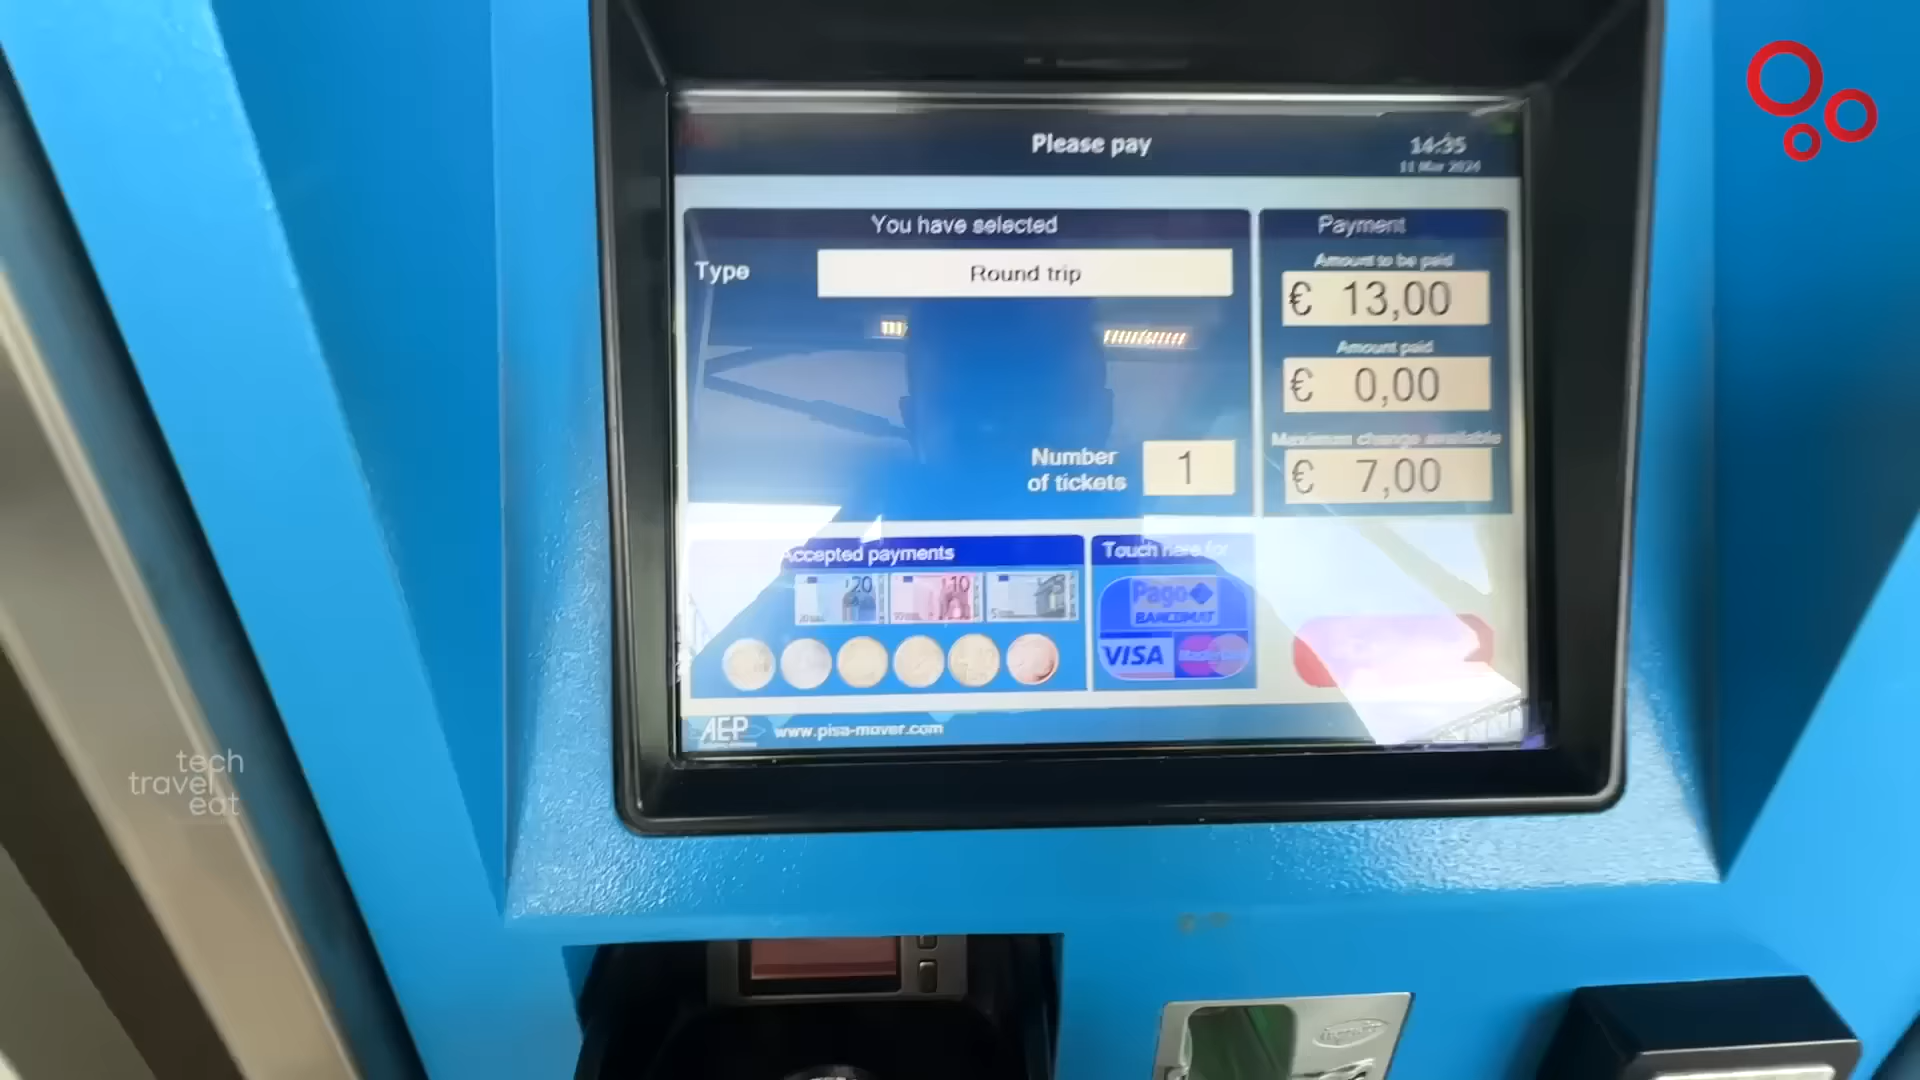 Please pay
14:35
11 Mar 2024
You have selected
Type
Round trip
Number
of tickets
1
Payment
Amount to be paid
€ 13,00
Amount paid
€ 0,00
Maximum change available
€ 7,00
Accepted payments
20
10
5
Touch here for
Pago
BANCOMAT
VISA
MasterCard
AEP
www.pisa-mover.com
tech
travel
eat